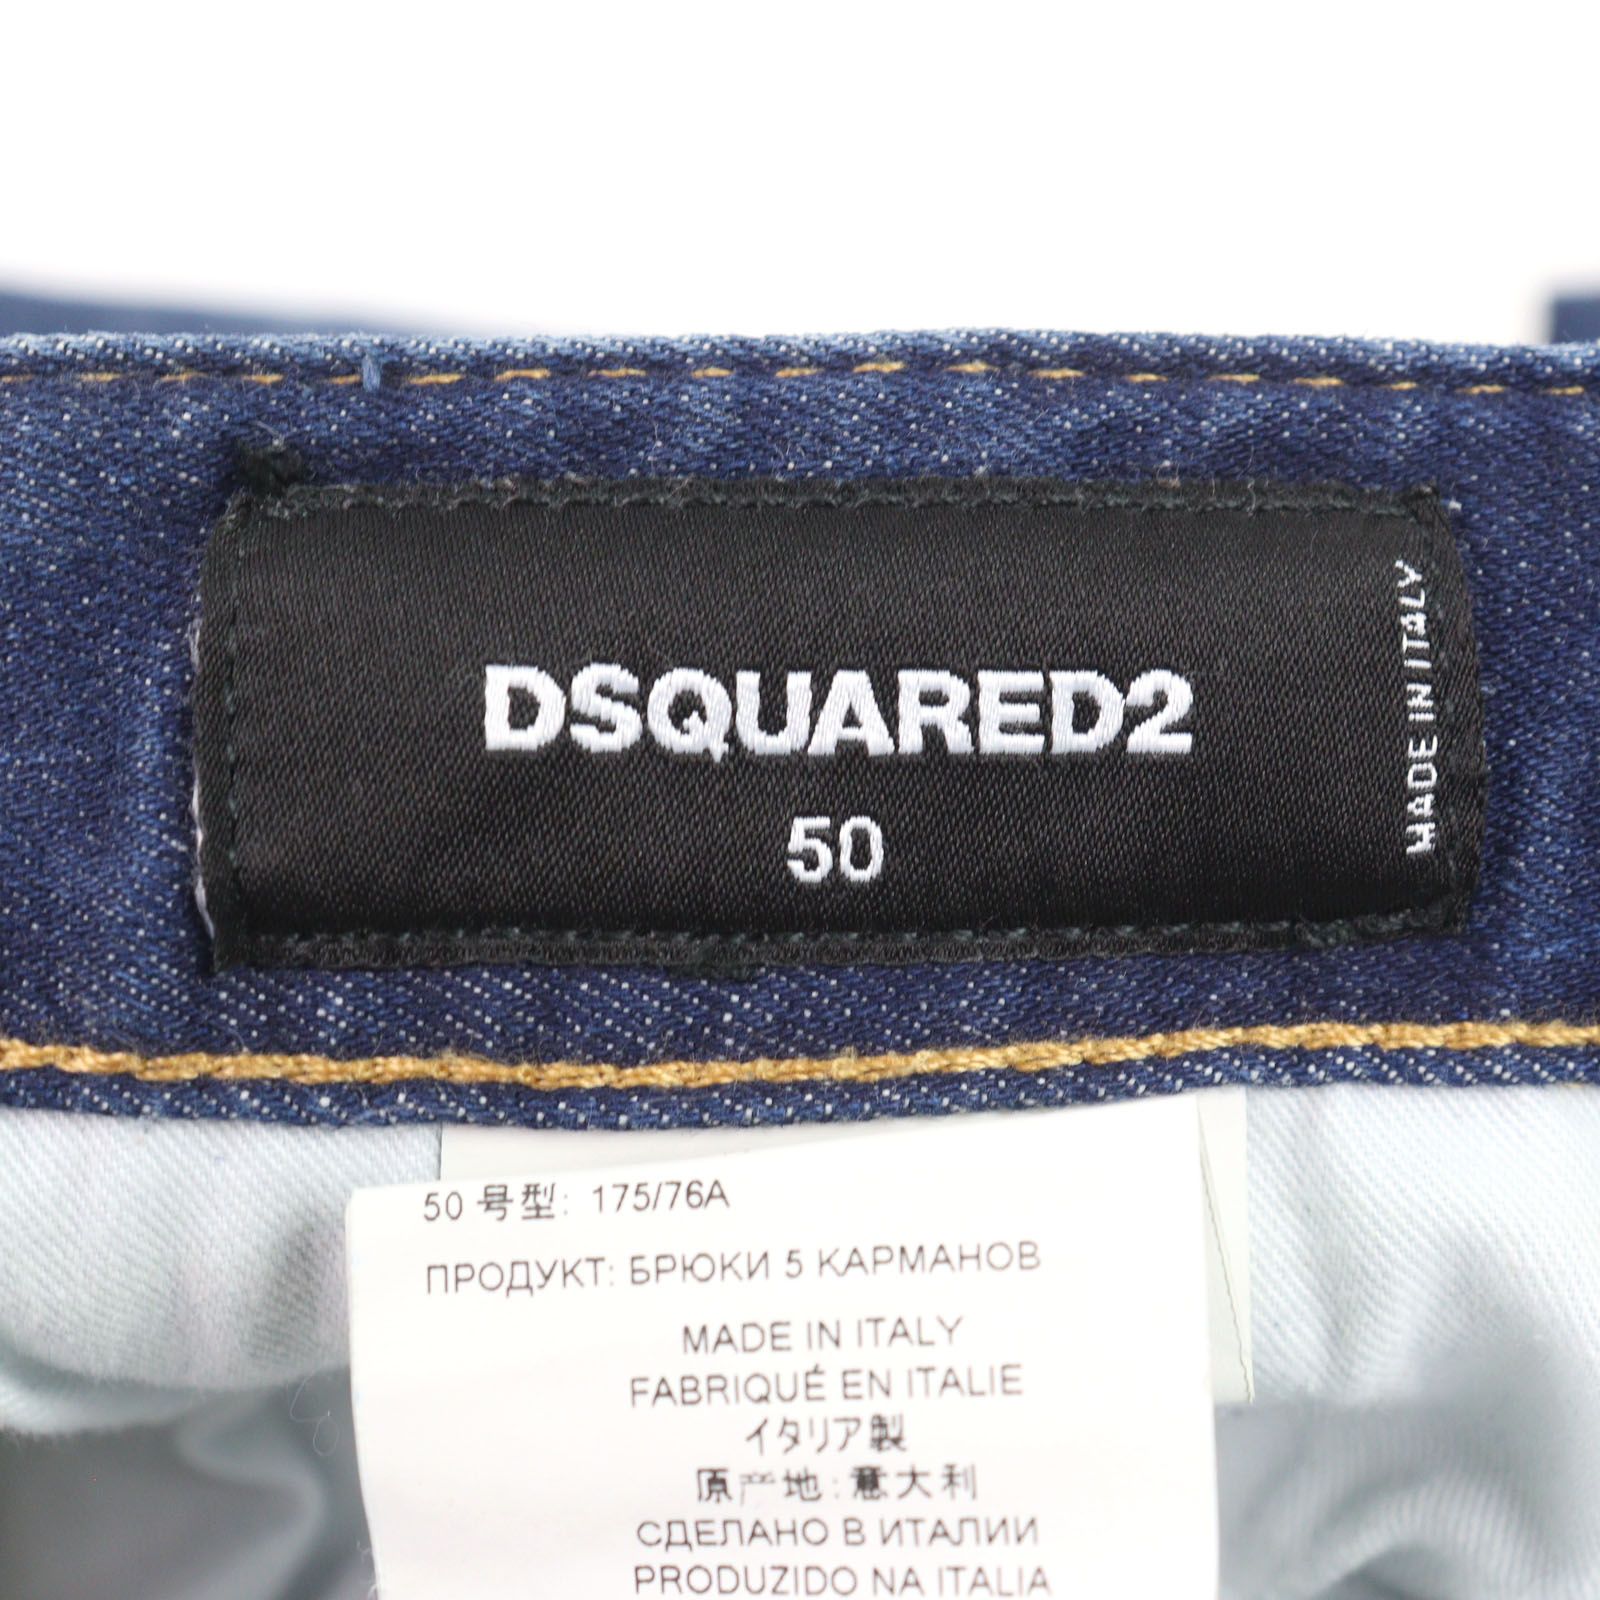 DSQUARED2
50
MADE IN ITALY
50 号型: 175/76A
ПРОДУКТ: БРЮКИ 5 КАРМАНОВ
MADE IN ITALY
FABRIQUÉ EN ITALIE
イタリア製
原产地: 意大利
СДЕЛАНО В ИТАЛИИ
PRODUZIDO NA ITALIA